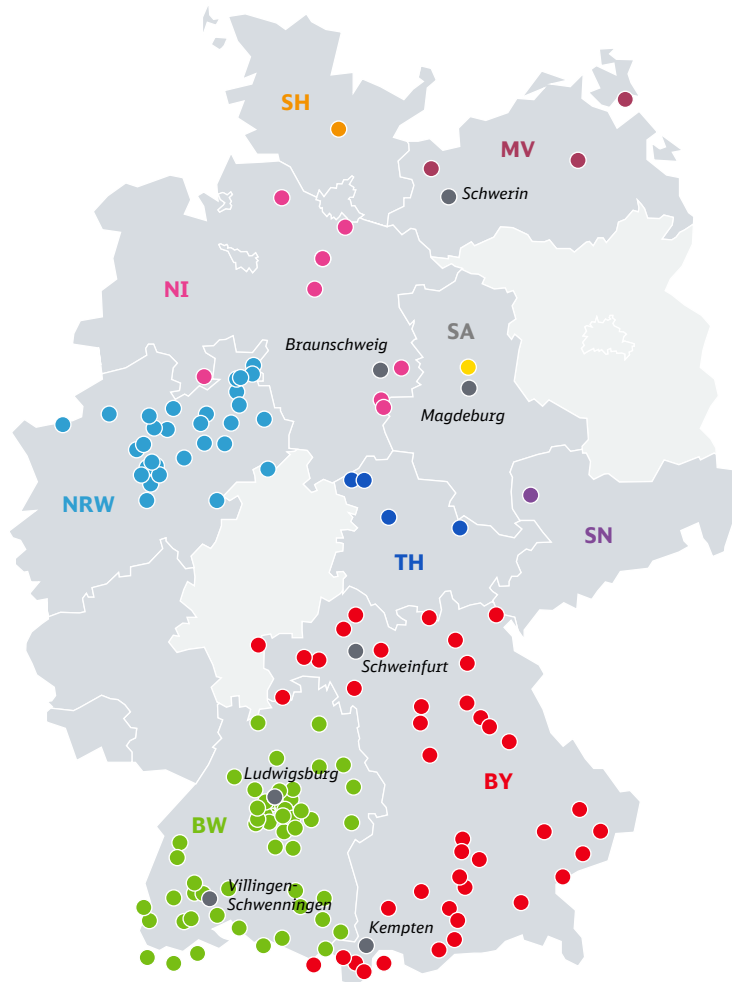 SH
MV
Schwerin
NI
SA
Braunschweig
Magdeburg
NRW
SN
TH
Schweinfurt
Ludwigsburg
BY
BW
Villingen-
Schwenningen
Kempten